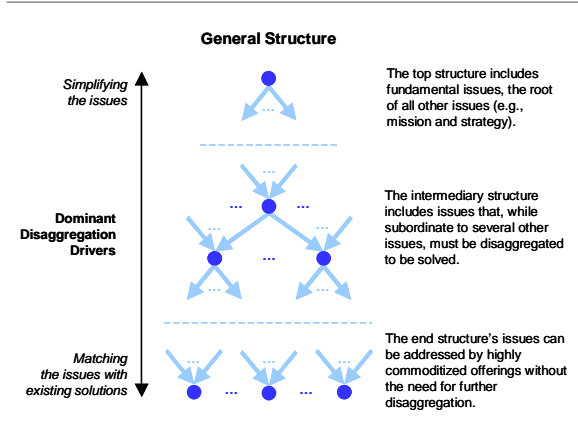 General Structure
Simplifying
the issues
The top structure includes
fundamental issues, the root
of all other issues (e.g.,
mission and strategy).
...
...
... ...
Dominant
Disaggregation
Drivers
The intermediary structure
includes issues that, while
subordinate to several other
issues, must be disaggregated
to be solved.
... ... ...
... ...
Matching
the issues with
existing solutions
The end structure's issues can
be addressed by highly
commoditized offerings without
the need for further
disaggregation.
... ... ...
... ...